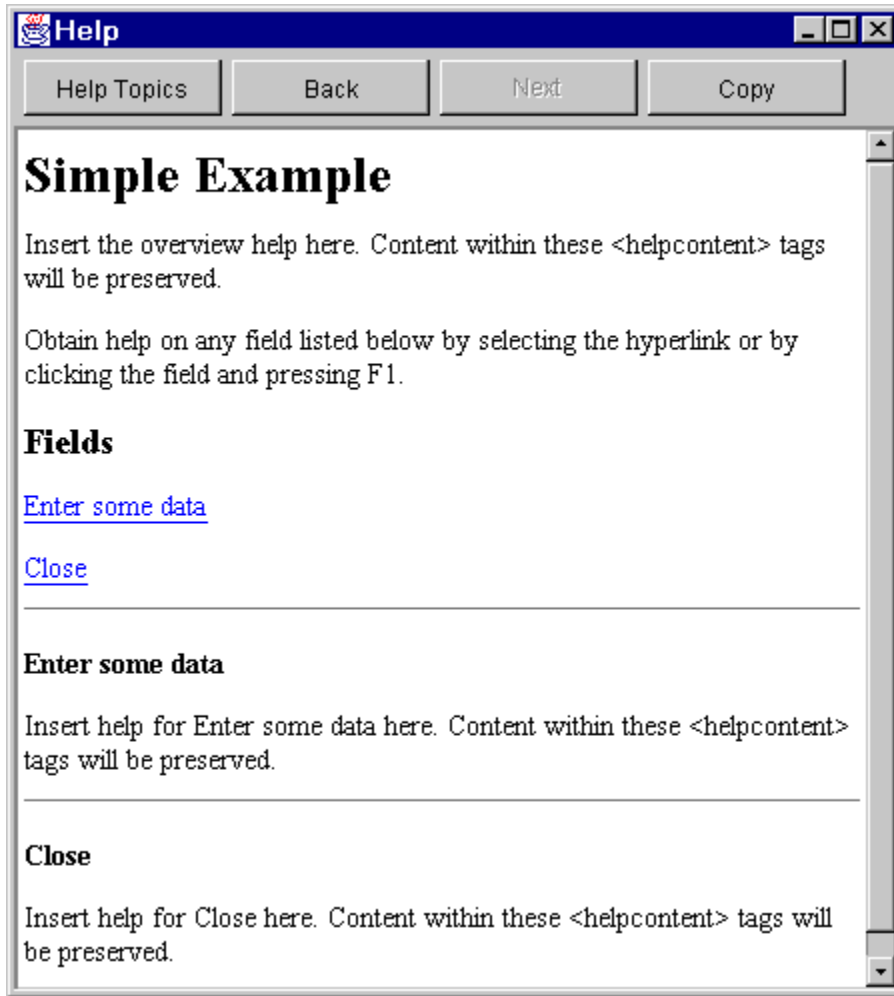 Help
Help Topics Back Next Copy
Simple Example
Insert the overview help here. Content within these <helpcontent> tags
will be preserved.
Obtain help on any field listed below by selecting the hyperlink or by
clicking the field and pressing F1.
Fields
Enter some data
Close
Enter some data
Insert help for Enter some data here. Content within these <helpcontent>
tags will be preserved.
Close
Insert help for Close here. Content within these <helpcontent> tags will
be preserved.